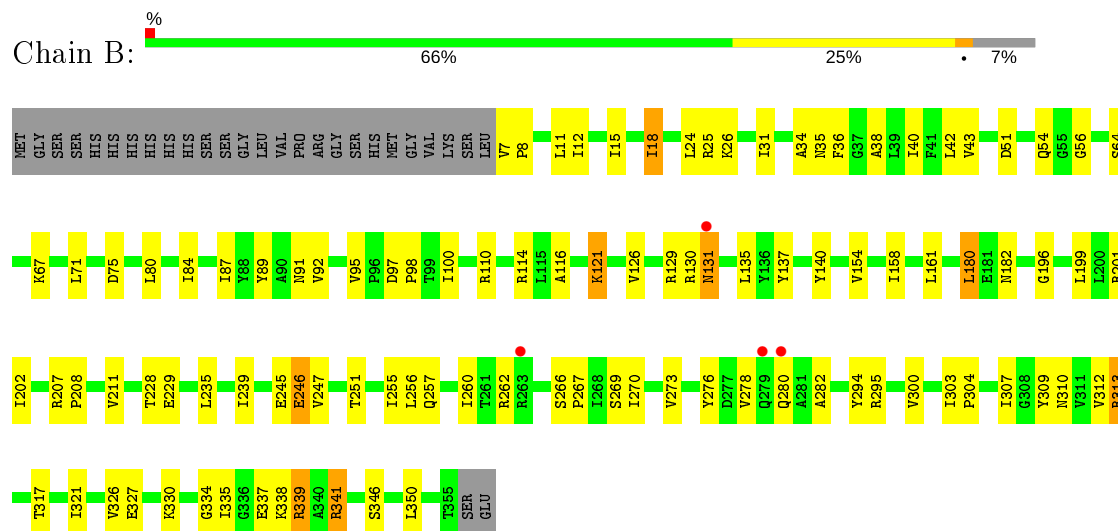 %
Chain B:
66% 25% • 7%
MET GLY SER SER HIS HIS HIS HIS HIS HIS SER SER GLY LEU VAL PRO ARG GLY SER HIS MET GLY VAL LYS SER LEU V7 P8 L11 I12 I15 I18 L24 R25 K26 I31 A34 N35 F36 G37 A38 L39 I40 F41 L42 V43 D51 Q54 G55 G56 S64
K67 L71 D75 L80 I84 I87 Y88 Y89 A90 N91 V92 V95 P96 D97 P98 T99 I100 R110 R114 L115 A116 K121 V126 R129 R130 N131 L135 Y136 Y137 Y140 V154 I158 L161 L180 E181 N182 G196 L199 L200 R201
I202 R207 P208 V211 T228 E229 L235 I239 E245 E246 V247 T251 I255 L256 Q257 I260 T261 R262 R263 S266 P267 I268 S269 I270 V273 Y276 D277 V278 Q279 Q280 A281 A282 Y294 R295 V300 I303 P304 I307 G308 Y309 N310 V311 V312 R313
T317 I321 V326 E327 K330 G334 I335 G336 E337 K338 R339 A340 R341 S346 L350 T355 SER GLU